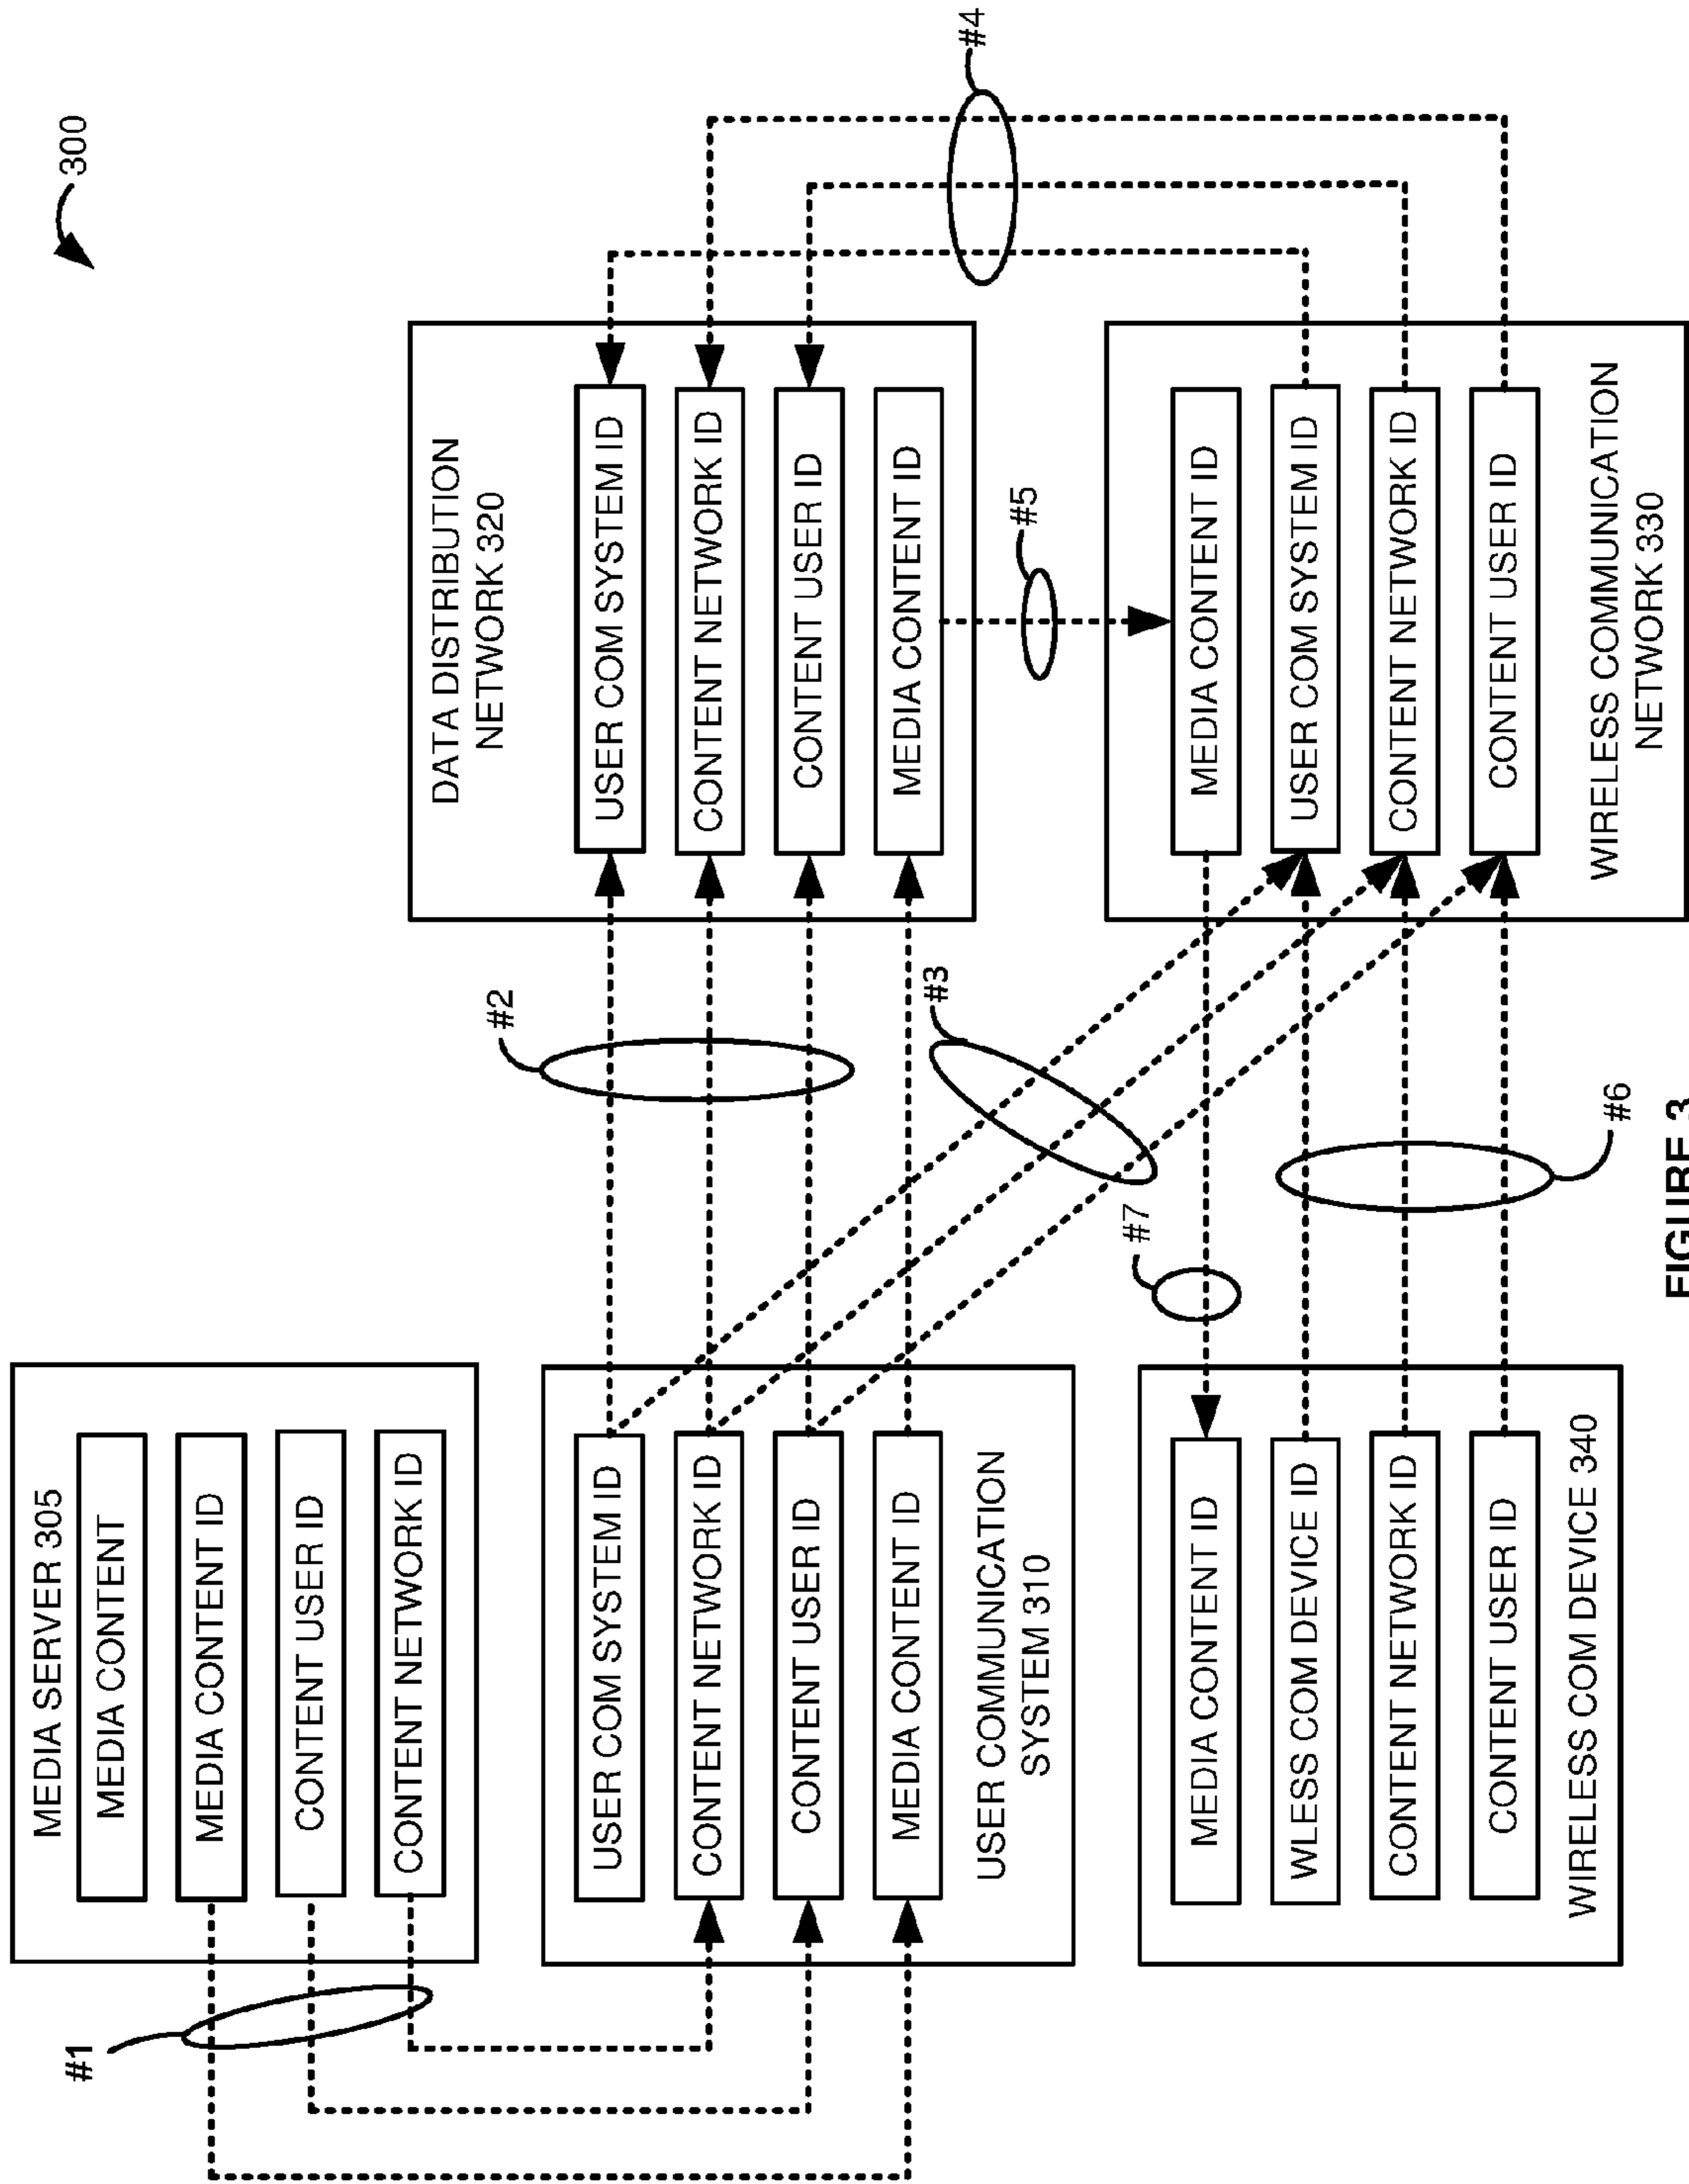 300
MEDIA SERVER 305
MEDIA CONTENT
MEDIA CONTENT ID
CONTENT USER ID
CONTENT NETWORK ID
#1
USER COM SYSTEM ID
CONTENT NETWORK ID
CONTENT USER ID
MEDIA CONTENT ID
USER COMMUNICATION
SYSTEM 310
#2
DATA DISTRIBUTION
NETWORK 320
USER COM SYSTEM ID
CONTENT NETWORK ID
CONTENT USER ID
MEDIA CONTENT ID
#3
#4
#5
MEDIA CONTENT ID
WLESS COM DEVICE ID
CONTENT NETWORK ID
CONTENT USER ID
WIRELESS COM DEVICE 340
#7
#6
MEDIA CONTENT ID
USER COM SYSTEM ID
CONTENT NETWORK ID
CONTENT USER ID
WIRELESS COMMUNICATION
NETWORK 330
FIGURE 3